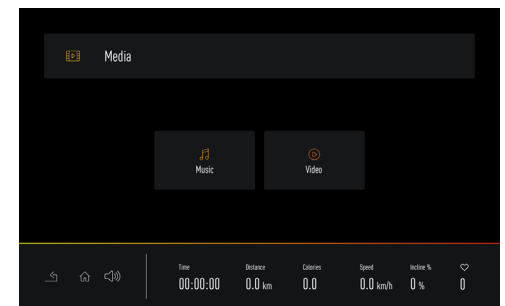 Media
Music Video
Time Distance Calories Speed Incline %
00:00:00 0.0 km 0.0 0.0 km/h 0 % 0